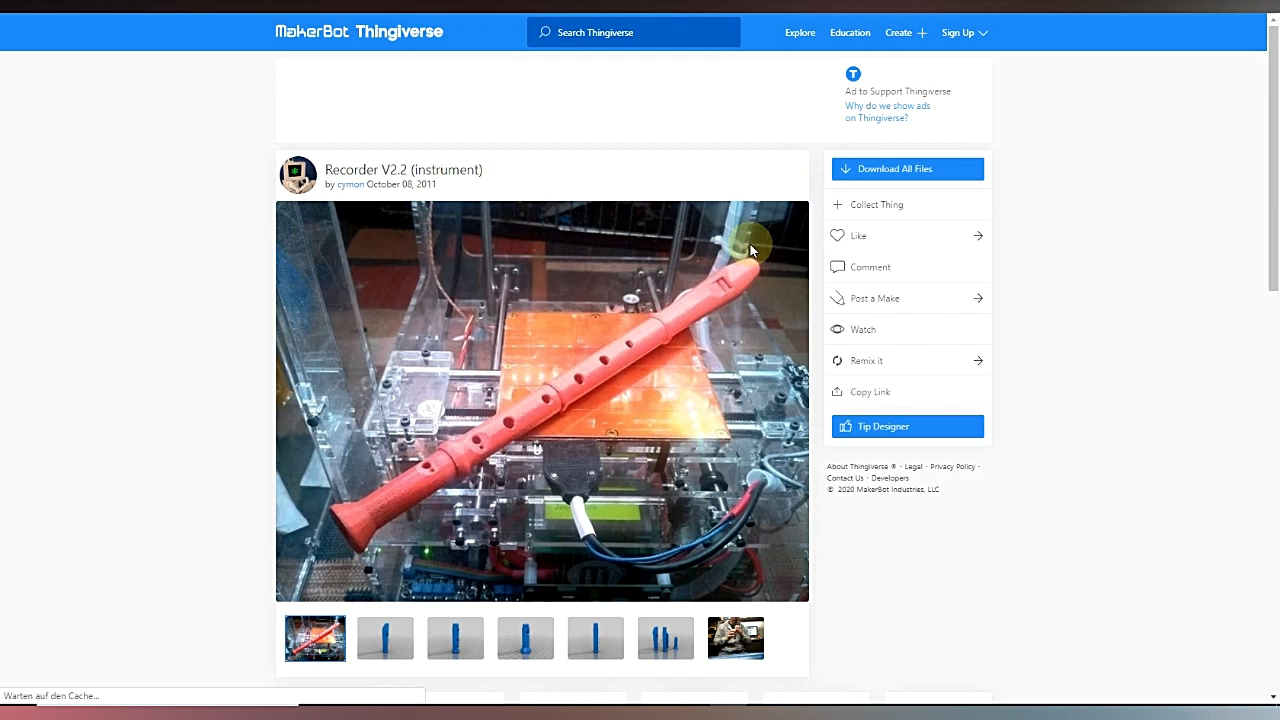 MakerBot Thingiverse
Search Thingiverse
Explore
Education
Create
Sign Up
Ad to Support Thingiverse
Why do we show ads
on Thingiverse?
Recorder V2.2 (instrument)
by cymon October 08, 2011
Download All Files
Collect Thing
Like
Comment
Post a Make
Watch
Remix it
Copy Link
Tip Designer
About Thingiverse ® · Legal · Privacy Policy ·
Contact Us · Developers
© 2020 MakerBot Industries, LLC
Warten auf den Cache...